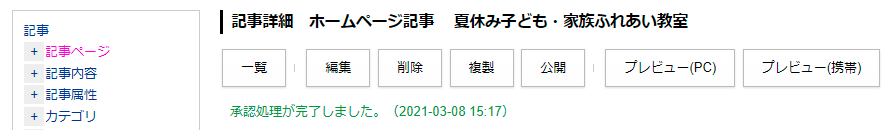 記事
+ 記事ページ
+ 記事内容
+ 記事属性
+ カテゴリ
記事詳細 ホームページ記事 夏休み子ども・家族ふれあい教室
一覧 編集 削除 複製 公開 プレビュー(PC) プレビュー(携帯)
承認処理が完了しました。（2021-03-08 15:17）